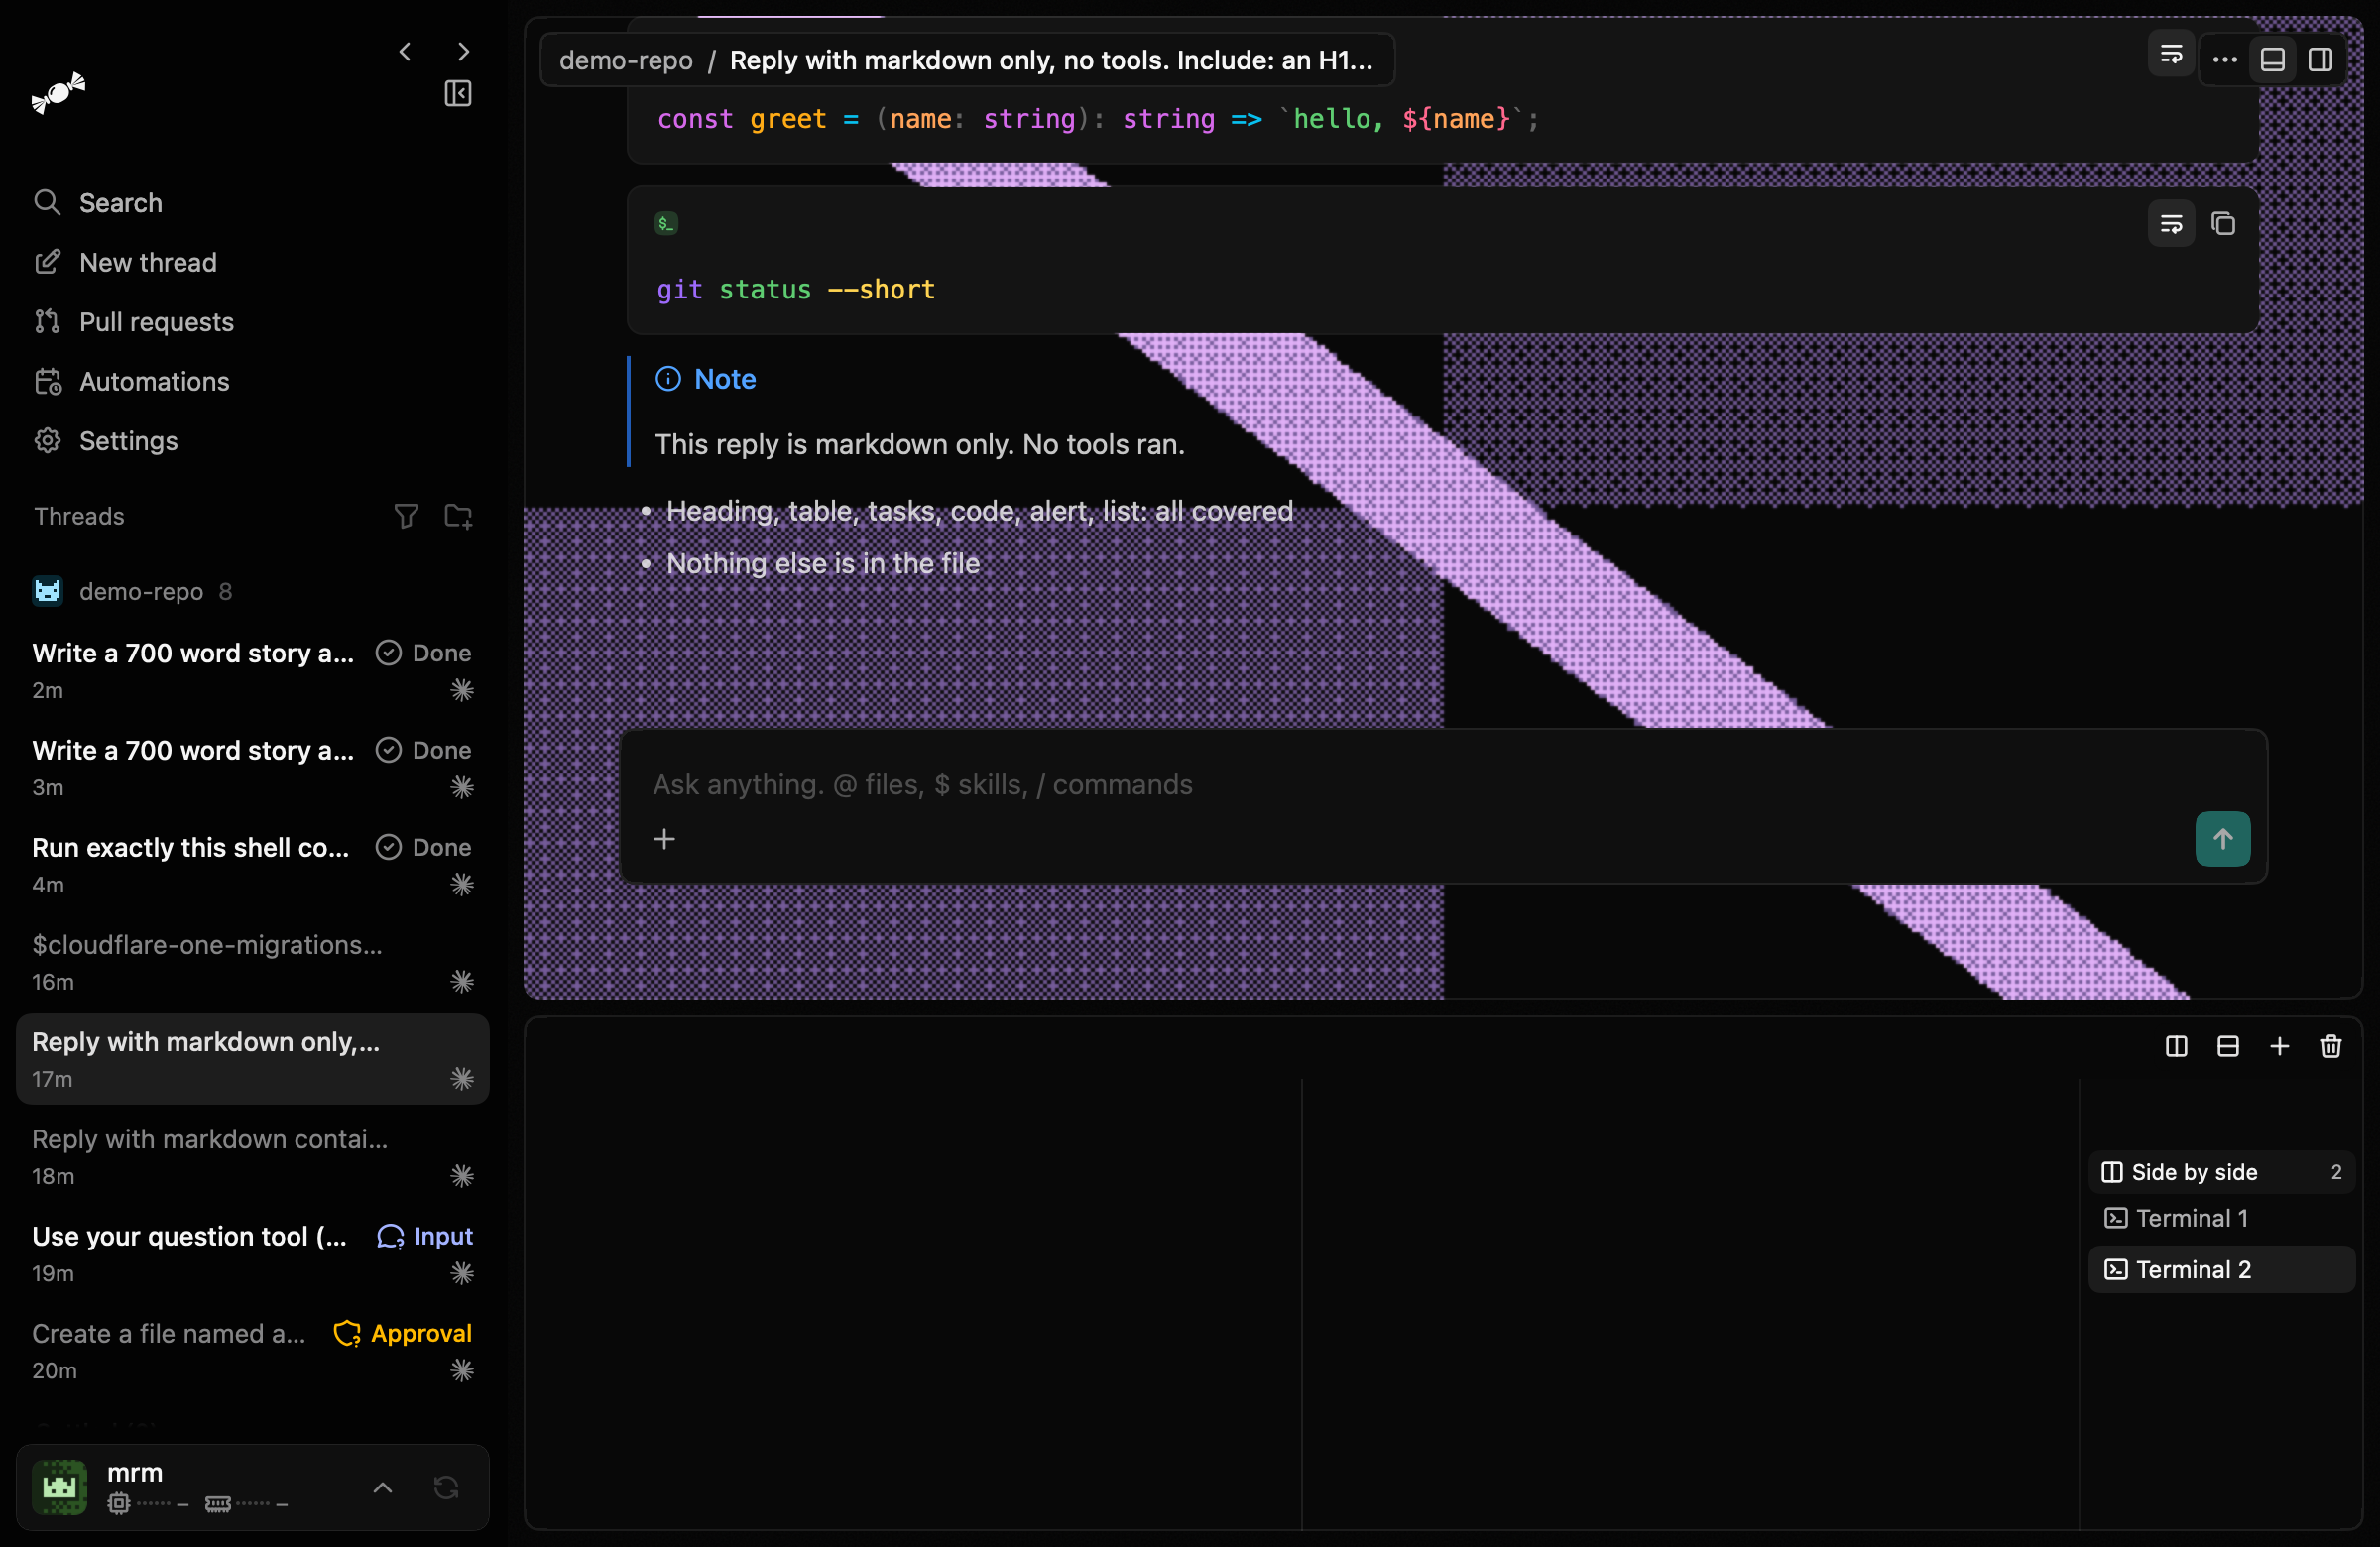 Search
New thread
Pull requests
Automations
Settings
Threads
demo-repo 8
Write a 700 word story a... Done
2m
Write a 700 word story a... Done
3m
Run exactly this shell co... Done
4m
$cloudflare-one-migrations...
16m
Reply with markdown only,...
17m
Reply with markdown contai...
18m
Use your question tool (... Input
19m
Create a file named a... Approval
20m
mrm
demo-repo / Reply with markdown only, no tools. Include: an H1...
const greet = (name: string): string => `hello, ${name}`;
$_
git status --short
Note
This reply is markdown only. No tools ran.
• Heading, table, tasks, code, alert, list: all covered
• Nothing else is in the file
Ask anything. @ files, $ skills, / commands
Side by side 2
Terminal 1
Terminal 2